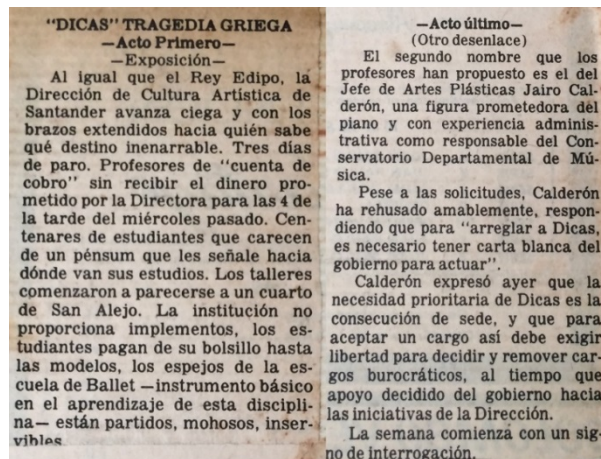 "DICAS" TRAGEDIA GRIEGA
—Acto Primero—
—Exposición—
Al igual que el Rey Edipo, la
Dirección de Cultura Artística de
Santander avanza ciega y con los
brazos extendidos hacia quién sabe
qué destino inenarrable. Tres días
de paro. Profesores de "cuenta de
cobro" sin recibir el dinero pro-
metido por la Directora para las 4 de
la tarde del miércoles pasado. Cen-
tenares de estudiantes que carecen
de un pénsum que les señale hacia
dónde van sus estudios. Los talleres
comenzaron a parecerse a un cuarto
de San Alejo. La institución no
proporciona implementos, los es-
tudiantes pagan de su bolsillo hasta
las modelos, los espejos de la es-
cuela de Ballet —instrumento básico
en el aprendizaje de esta discipli-
na— están partidos, mohosos, inser-
vibles
—Acto último—
(Otro desenlace)
El segundo nombre que los
profesores han propuesto es el del
Jefe de Artes Plásticas Jairo Cal-
derón, una figura prometedora del
piano y con experiencia adminis-
trativa como responsable del Con-
servatorio Departamental de Mú-
sica.
Pese a las solicitudes, Calderón
ha rehusado amablemente, respon-
diendo que para "arreglar a Dicas,
es necesario tener carta blanca del
gobierno para actuar".
Calderón expresó ayer que la
necesidad prioritaria de Dicas es la
consecución de sede, y que para
aceptar un cargo así debe exigir
libertad para decidir y remover car-
gos burocráticos, al tiempo que
apoyo decidido del gobierno hacia
las iniciativas de la Dirección.
La semana comienza con un sig-
no de interrogación.